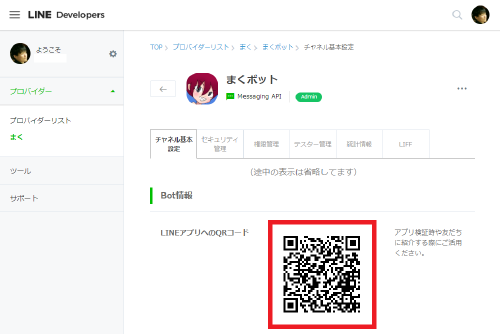 LINE Developers
ようこそ
プロバイダー
プロバイダーリスト
まく
ツール
サポート
TOP > プロバイダーリスト > まく > まくボット > チャネル基本設定
まくボット
Messaging API
Admin
チャネル基本
設定
セキュリティ
管理
権限管理
テスター管理
統計情報
LIFF
(途中の表示は省略してます)
Bot情報
LINEアプリへのQRコード
アプリ検証時や友だち
に紹介する際にご活用
ください。